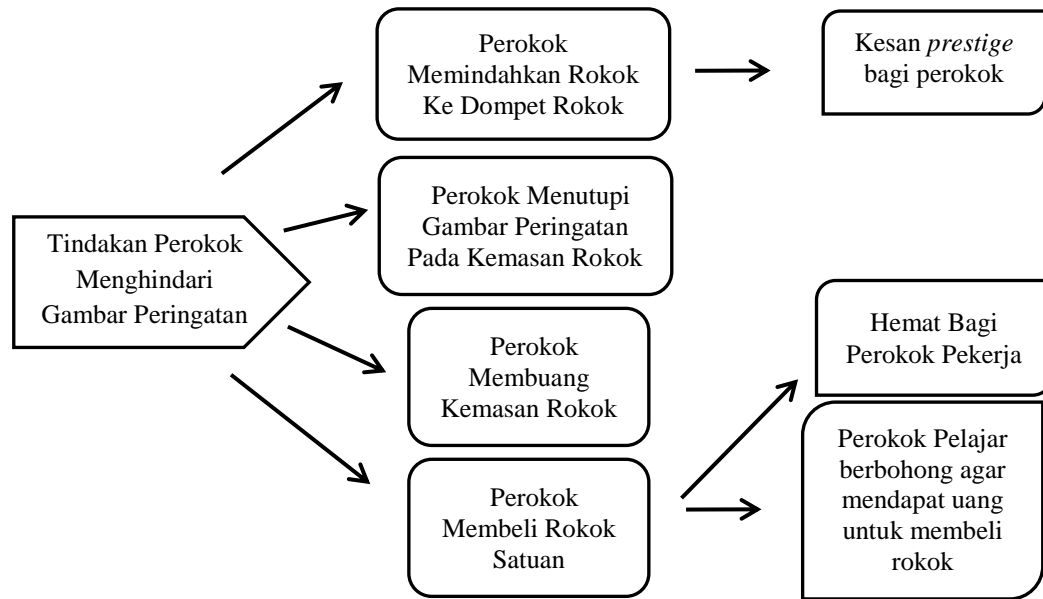 Perokok
Memindahkan Rokok
Ke Dompet Rokok
Kesan prestige
bagi perokok
Perokok Menutupi
Gambar Peringatan
Pada Kemasan Rokok
Tindakan Perokok
Menghindari
Gambar Peringatan
Perokok
Membuang
Kemasan Rokok
Hemat Bagi
Perokok Pekerja
Perokok
Membeli Rokok
Satuan
Perokok Pelajar
berbohong agar
mendapat uang
untuk membeli
rokok